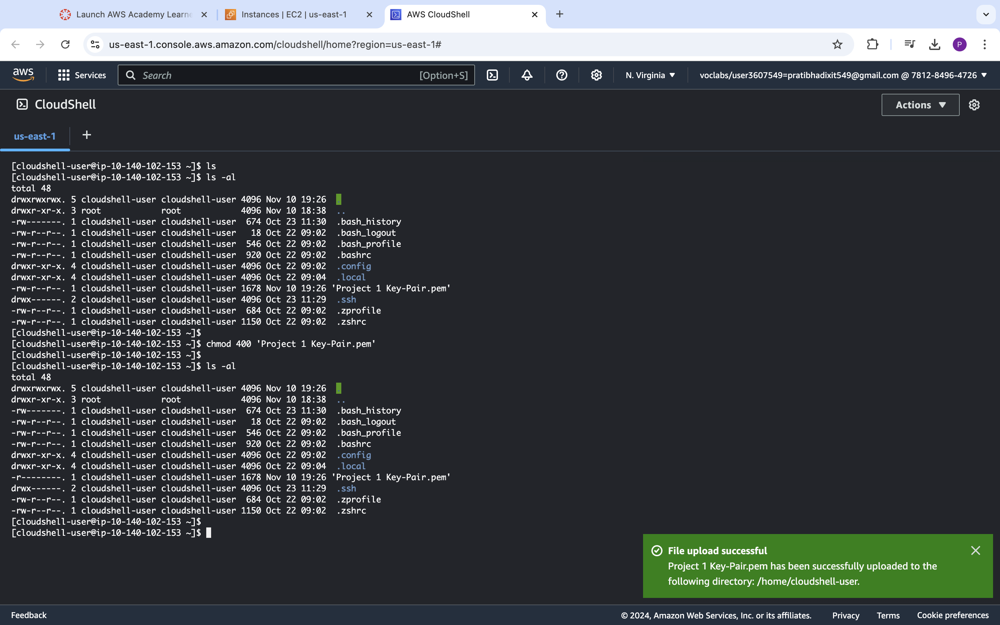 Launch AWS Academy Learne
Instances | EC2 | us-east-1
AWS CloudShell
us-east-1.console.aws.amazon.com/cloudshell/home?region=us-east-1#
P
aws
Services
Search
[Option+S]
N. Virginia
voclabs/user3607549=pratibhadixit549@gmail.com @ 7812-8496-4726
CloudShell
Actions
us-east-1
[cloudshell-user@ip-10-140-102-153 ~]$ ls
[cloudshell-user@ip-10-140-102-153 ~]$ ls -al
total 48
drwxrwxrwx. 5 cloudshell-user cloudshell-user 4096 Nov 10 19:26  .
drwxr-xr-x. 3 root            root            4096 Nov 10 18:38  ..
-rw-------. 1 cloudshell-user cloudshell-user  674 Oct 23 11:30  .bash_history
-rw-r--r--. 1 cloudshell-user cloudshell-user   18 Oct 22 09:02  .bash_logout
-rw-r--r--. 1 cloudshell-user cloudshell-user  546 Oct 22 09:02  .bash_profile
-rw-r--r--. 1 cloudshell-user cloudshell-user  920 Oct 22 09:02  .bashrc
drwxr-xr-x. 4 cloudshell-user cloudshell-user 4096 Oct 22 09:02  .config
drwxr-xr-x. 4 cloudshell-user cloudshell-user 4096 Oct 22 09:04  .local
-rw-r--r--. 1 cloudshell-user cloudshell-user 1678 Nov 10 19:26 'Project 1 Key-Pair.pem'
drwx------. 2 cloudshell-user cloudshell-user 4096 Oct 23 11:29  .ssh
-rw-r--r--. 1 cloudshell-user cloudshell-user  684 Oct 22 09:02  .zprofile
-rw-r--r--. 1 cloudshell-user cloudshell-user 1150 Oct 22 09:02  .zshrc
[cloudshell-user@ip-10-140-102-153 ~]$
[cloudshell-user@ip-10-140-102-153 ~]$ chmod 400 'Project 1 Key-Pair.pem'
[cloudshell-user@ip-10-140-102-153 ~]$
[cloudshell-user@ip-10-140-102-153 ~]$ ls -al
total 48
drwxrwxrwx. 5 cloudshell-user cloudshell-user 4096 Nov 10 19:26  .
drwxr-xr-x. 3 root            root            4096 Nov 10 18:38  ..
-rw-------. 1 cloudshell-user cloudshell-user  674 Oct 23 11:30  .bash_history
-rw-r--r--. 1 cloudshell-user cloudshell-user   18 Oct 22 09:02  .bash_logout
-rw-r--r--. 1 cloudshell-user cloudshell-user  546 Oct 22 09:02  .bash_profile
-rw-r--r--. 1 cloudshell-user cloudshell-user  920 Oct 22 09:02  .bashrc
drwxr-xr-x. 4 cloudshell-user cloudshell-user 4096 Oct 22 09:02  .config
drwxr-xr-x. 4 cloudshell-user cloudshell-user 4096 Oct 22 09:04  .local
-r--------. 1 cloudshell-user cloudshell-user 1678 Nov 10 19:26 'Project 1 Key-Pair.pem'
drwx------. 2 cloudshell-user cloudshell-user 4096 Oct 23 11:29  .ssh
-rw-r--r--. 1 cloudshell-user cloudshell-user  684 Oct 22 09:02  .zprofile
-rw-r--r--. 1 cloudshell-user cloudshell-user 1150 Oct 22 09:02  .zshrc
[cloudshell-user@ip-10-140-102-153 ~]$
[cloudshell-user@ip-10-140-102-153 ~]$
File upload successful
Project 1 Key-Pair.pem has been successfully uploaded to the
following directory: /home/cloudshell-user.
Feedback
© 2024, Amazon Web Services, Inc. or its affiliates.
Privacy
Terms
Cookie preferences